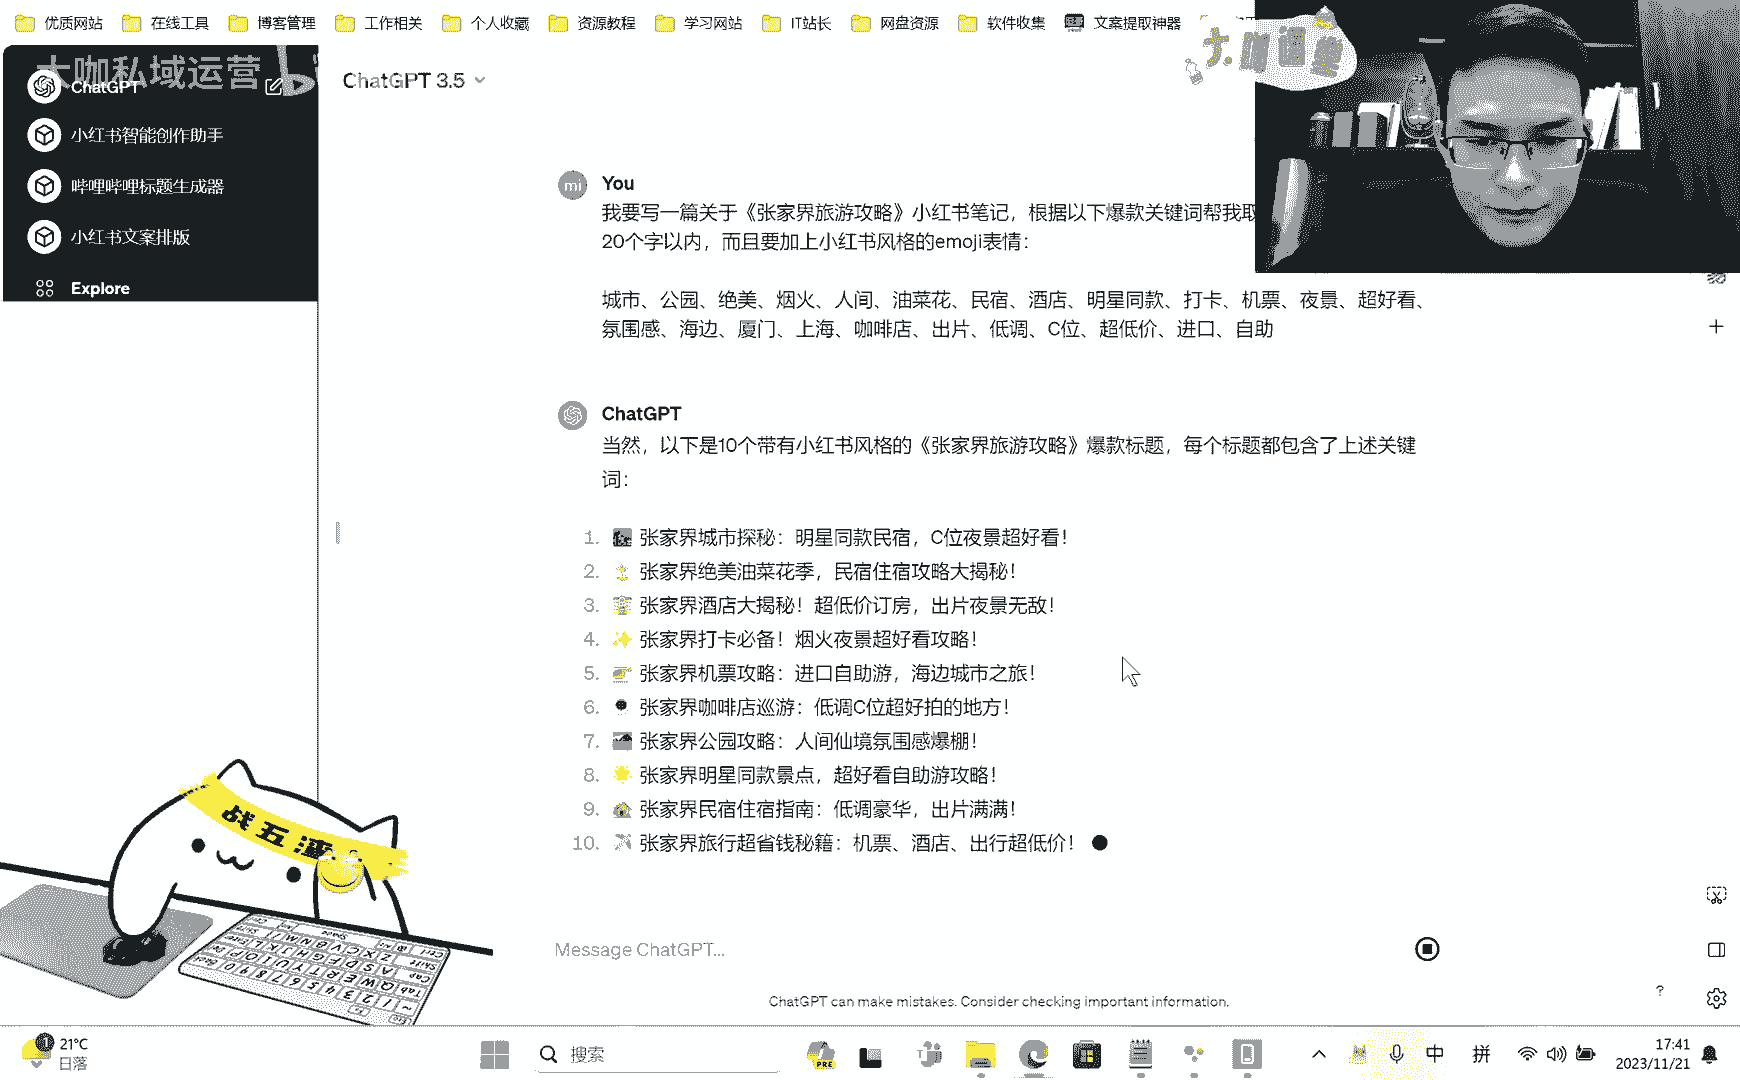 优质网站
在线工具
博客管理
工作相关
个人收藏
资源教程
学习网站
IT站长
网盘资源
软件收集
文案提取神器
大咖私域运营
ChatGPT
小红书智能创作助手
哔哩哔哩标题生成器
小红书文案排版
Explore
ChatGPT 3.5
大咖课堂
mi
You
我要写一篇关于《张家界旅游攻略》小红书笔记，根据以下爆款关键词帮我取
20个字以内，而且要加上小红书风格的emoji表情：
城市、公园、绝美、烟火、人间、油菜花、民宿、酒店、明星同款、打卡、机票、夜景、超好看、
氛围感、海边、厦门、上海、咖啡店、出片、低调、C位、超低价、进口、自助
ChatGPT
当然，以下是10个带有小红书风格的《张家界旅游攻略》爆款标题，每个标题都包含了上述关键
词：
1. 张家界城市探秘：明星同款民宿，C位夜景超好看！
2. 张家界绝美油菜花季，民宿住宿攻略大揭秘！
3. 张家界酒店大揭秘！超低价订房，出片夜景无敌！
4. 张家界打卡必备！烟火夜景超好看攻略！
5. 张家界机票攻略：进口自助游，海边城市之旅！
6. 张家界咖啡店巡游：低调C位超好拍的地方！
7. 张家界公园攻略：人间仙境氛围感爆棚！
8. 张家界明星同款景点，超好看自助游攻略！
9. 张家界民宿住宿指南：低调豪华，出片满满！
10. 张家界旅行超省钱秘籍：机票、酒店、出行超低价！
战五渣
Message ChatGPT...
ChatGPT can make mistakes. Consider checking important information.
?
1
21°C
日落
搜索
PRE
中
拼
17:41
2023/11/21